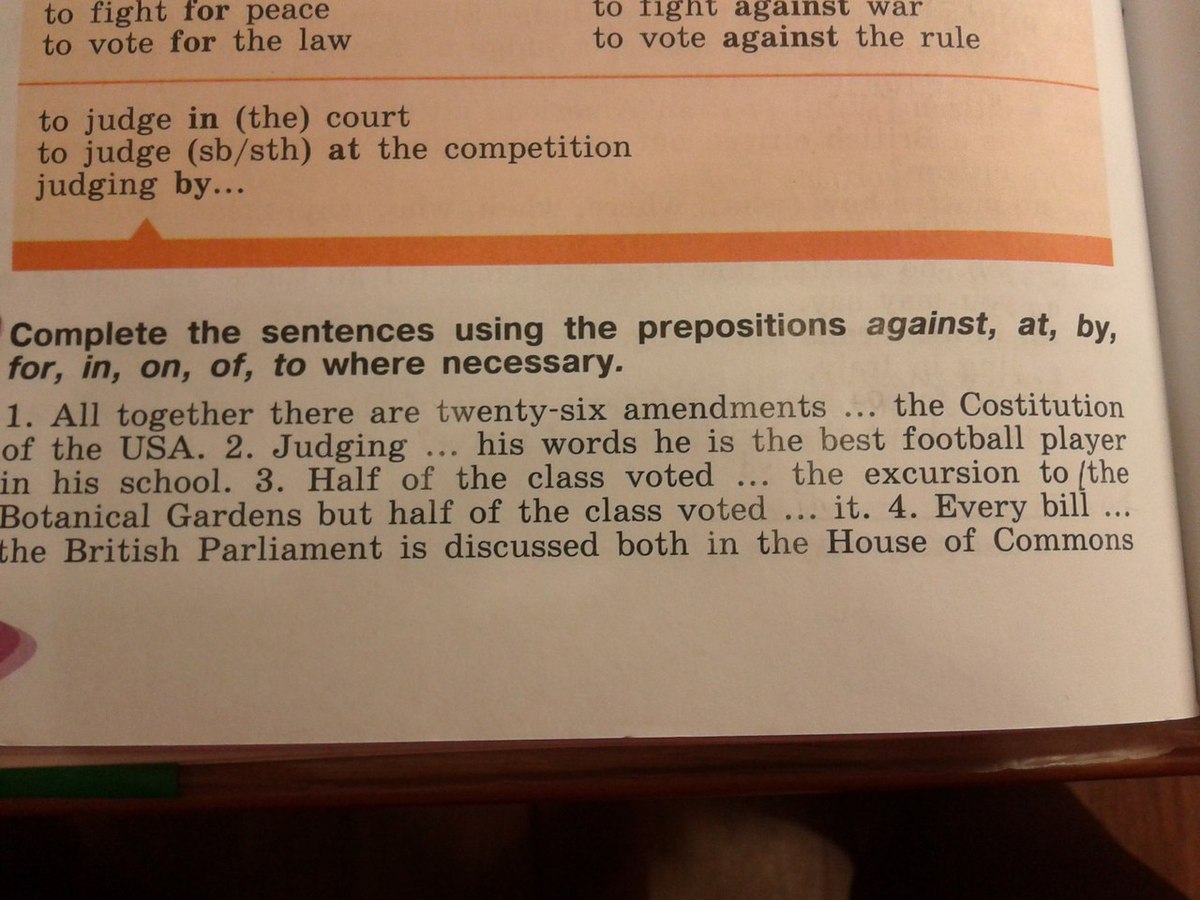 to fight for peace
to fight against war
to vote for the law
to vote against the rule
to judge in (the) court
to judge (sb/sth) at the competition
judging by...
Complete the sentences using the prepositions against, at, by,
for, in, on, of, to where necessary.
1. All together there are twenty-six amendments ... the Costitution
of the USA. 2. Judging ... his words he is the best football player
in his school. 3. Half of the class voted ... the excursion to the
Botanical Gardens but half of the class voted ... it. 4. Every bill ...
the British Parliament is discussed both in the House of Commons